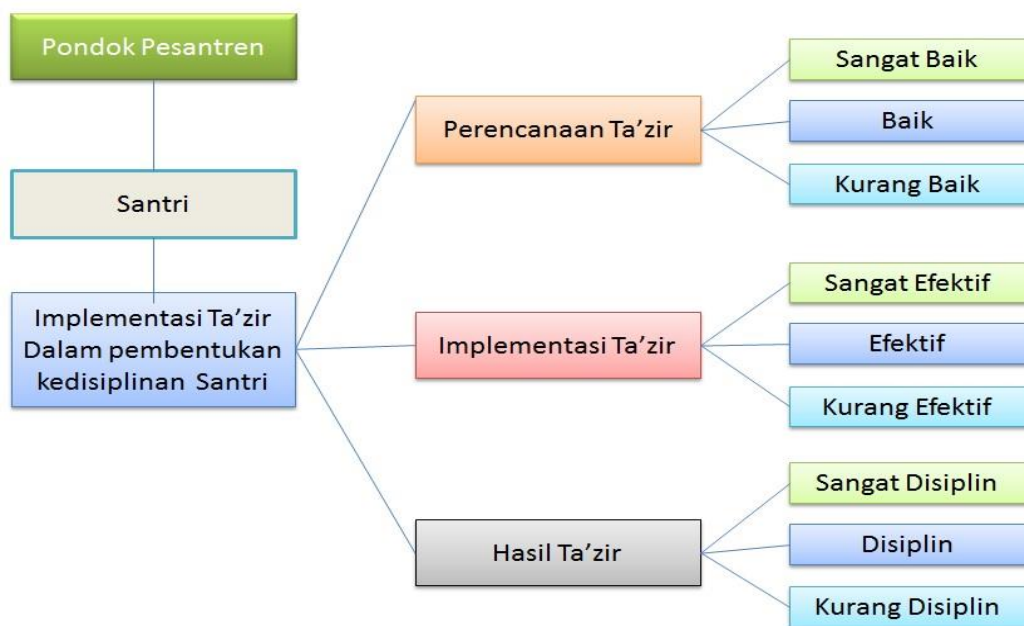 Pondok Pesantren
Santri
Implementasi Ta’zir
Dalam pembentukan
kedisiplinan Santri
Perencanaan Ta’zir
Sangat Baik
Baik
Kurang Baik
Implementasi Ta’zir
Sangat Efektif
Efektif
Kurang Efektif
Hasil Ta’zir
Sangat Disiplin
Disiplin
Kurang Disiplin